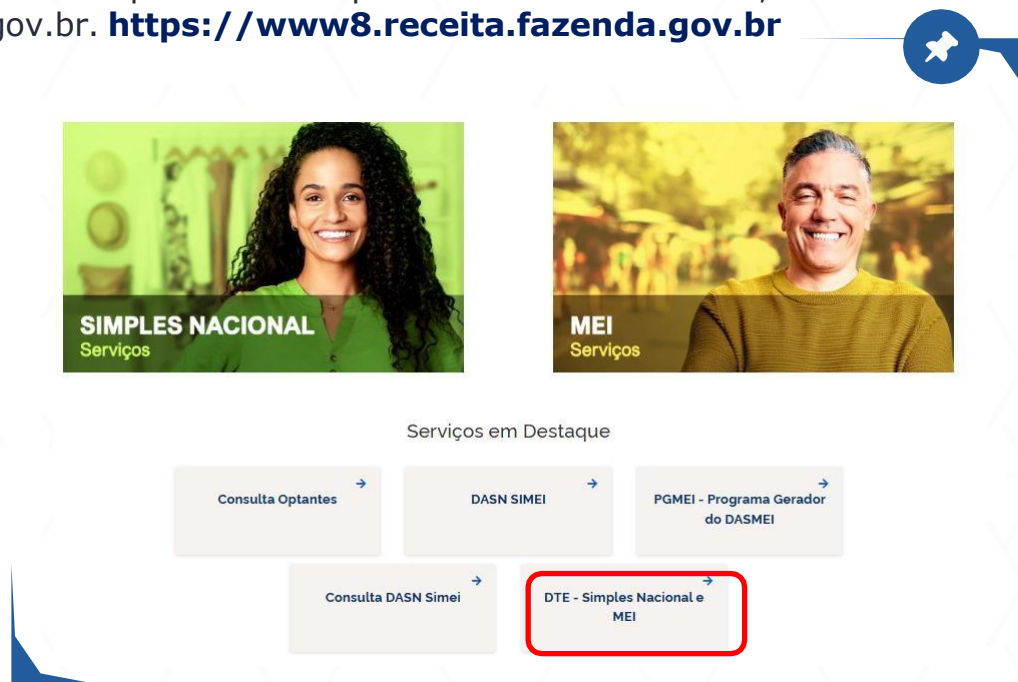 gov.br. https://www8.receita.fazenda.gov.br
SIMPLES NACIONAL
Serviços
MEI
Serviços
Serviços em Destaque
Consulta Optantes
DASN SIMEI
PGMEI - Programa Gerador
do DASMEI
Consulta DASN Simei
DTE - Simples Nacional e
MEI